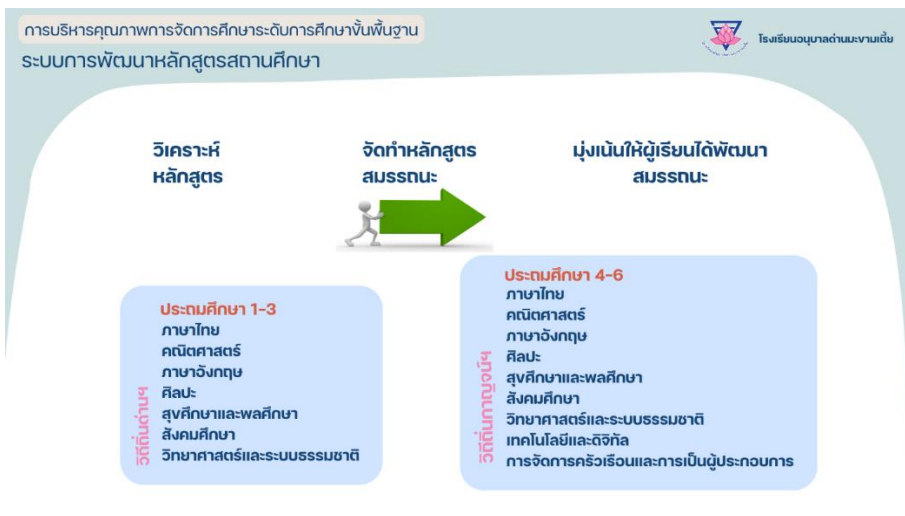 การบริหารคุณภาพการจัดการศึกษาระดับการศึกษาขั้นพื้นฐาน
ระบบการพัฒนาหลักสูตรสถานศึกษา
โรงเรียนอนุบาลด่านมะขามเตี้ย
วิเคราะห์
หลักสูตร
จัดทำหลักสูตร
สมรรถนะ
มุ่งเน้นให้ผู้เรียนได้พัฒนา
สมรรถนะ
ประถมศึกษา 1-3
ภาษาไทย
คณิตศาสตร์
ภาษาอังกฤษ
ศิลปะ
สุขศึกษาและพลศึกษา
สังคมศึกษา
วิทยาศาสตร์และระบบธรรมชาติ
วิถีถิ่นด่านฯ
ประถมศึกษา 4-6
ภาษาไทย
คณิตศาสตร์
ภาษาอังกฤษ
ศิลปะ
สุขศึกษาและพลศึกษา
สังคมศึกษา
วิทยาศาสตร์และระบบธรรมชาติ
เทคโนโลยีและดิจิทัล
การจัดการครัวเรือนและการเป็นผู้ประกอบการ
วิถีถิ่นกาญจน์ฯ